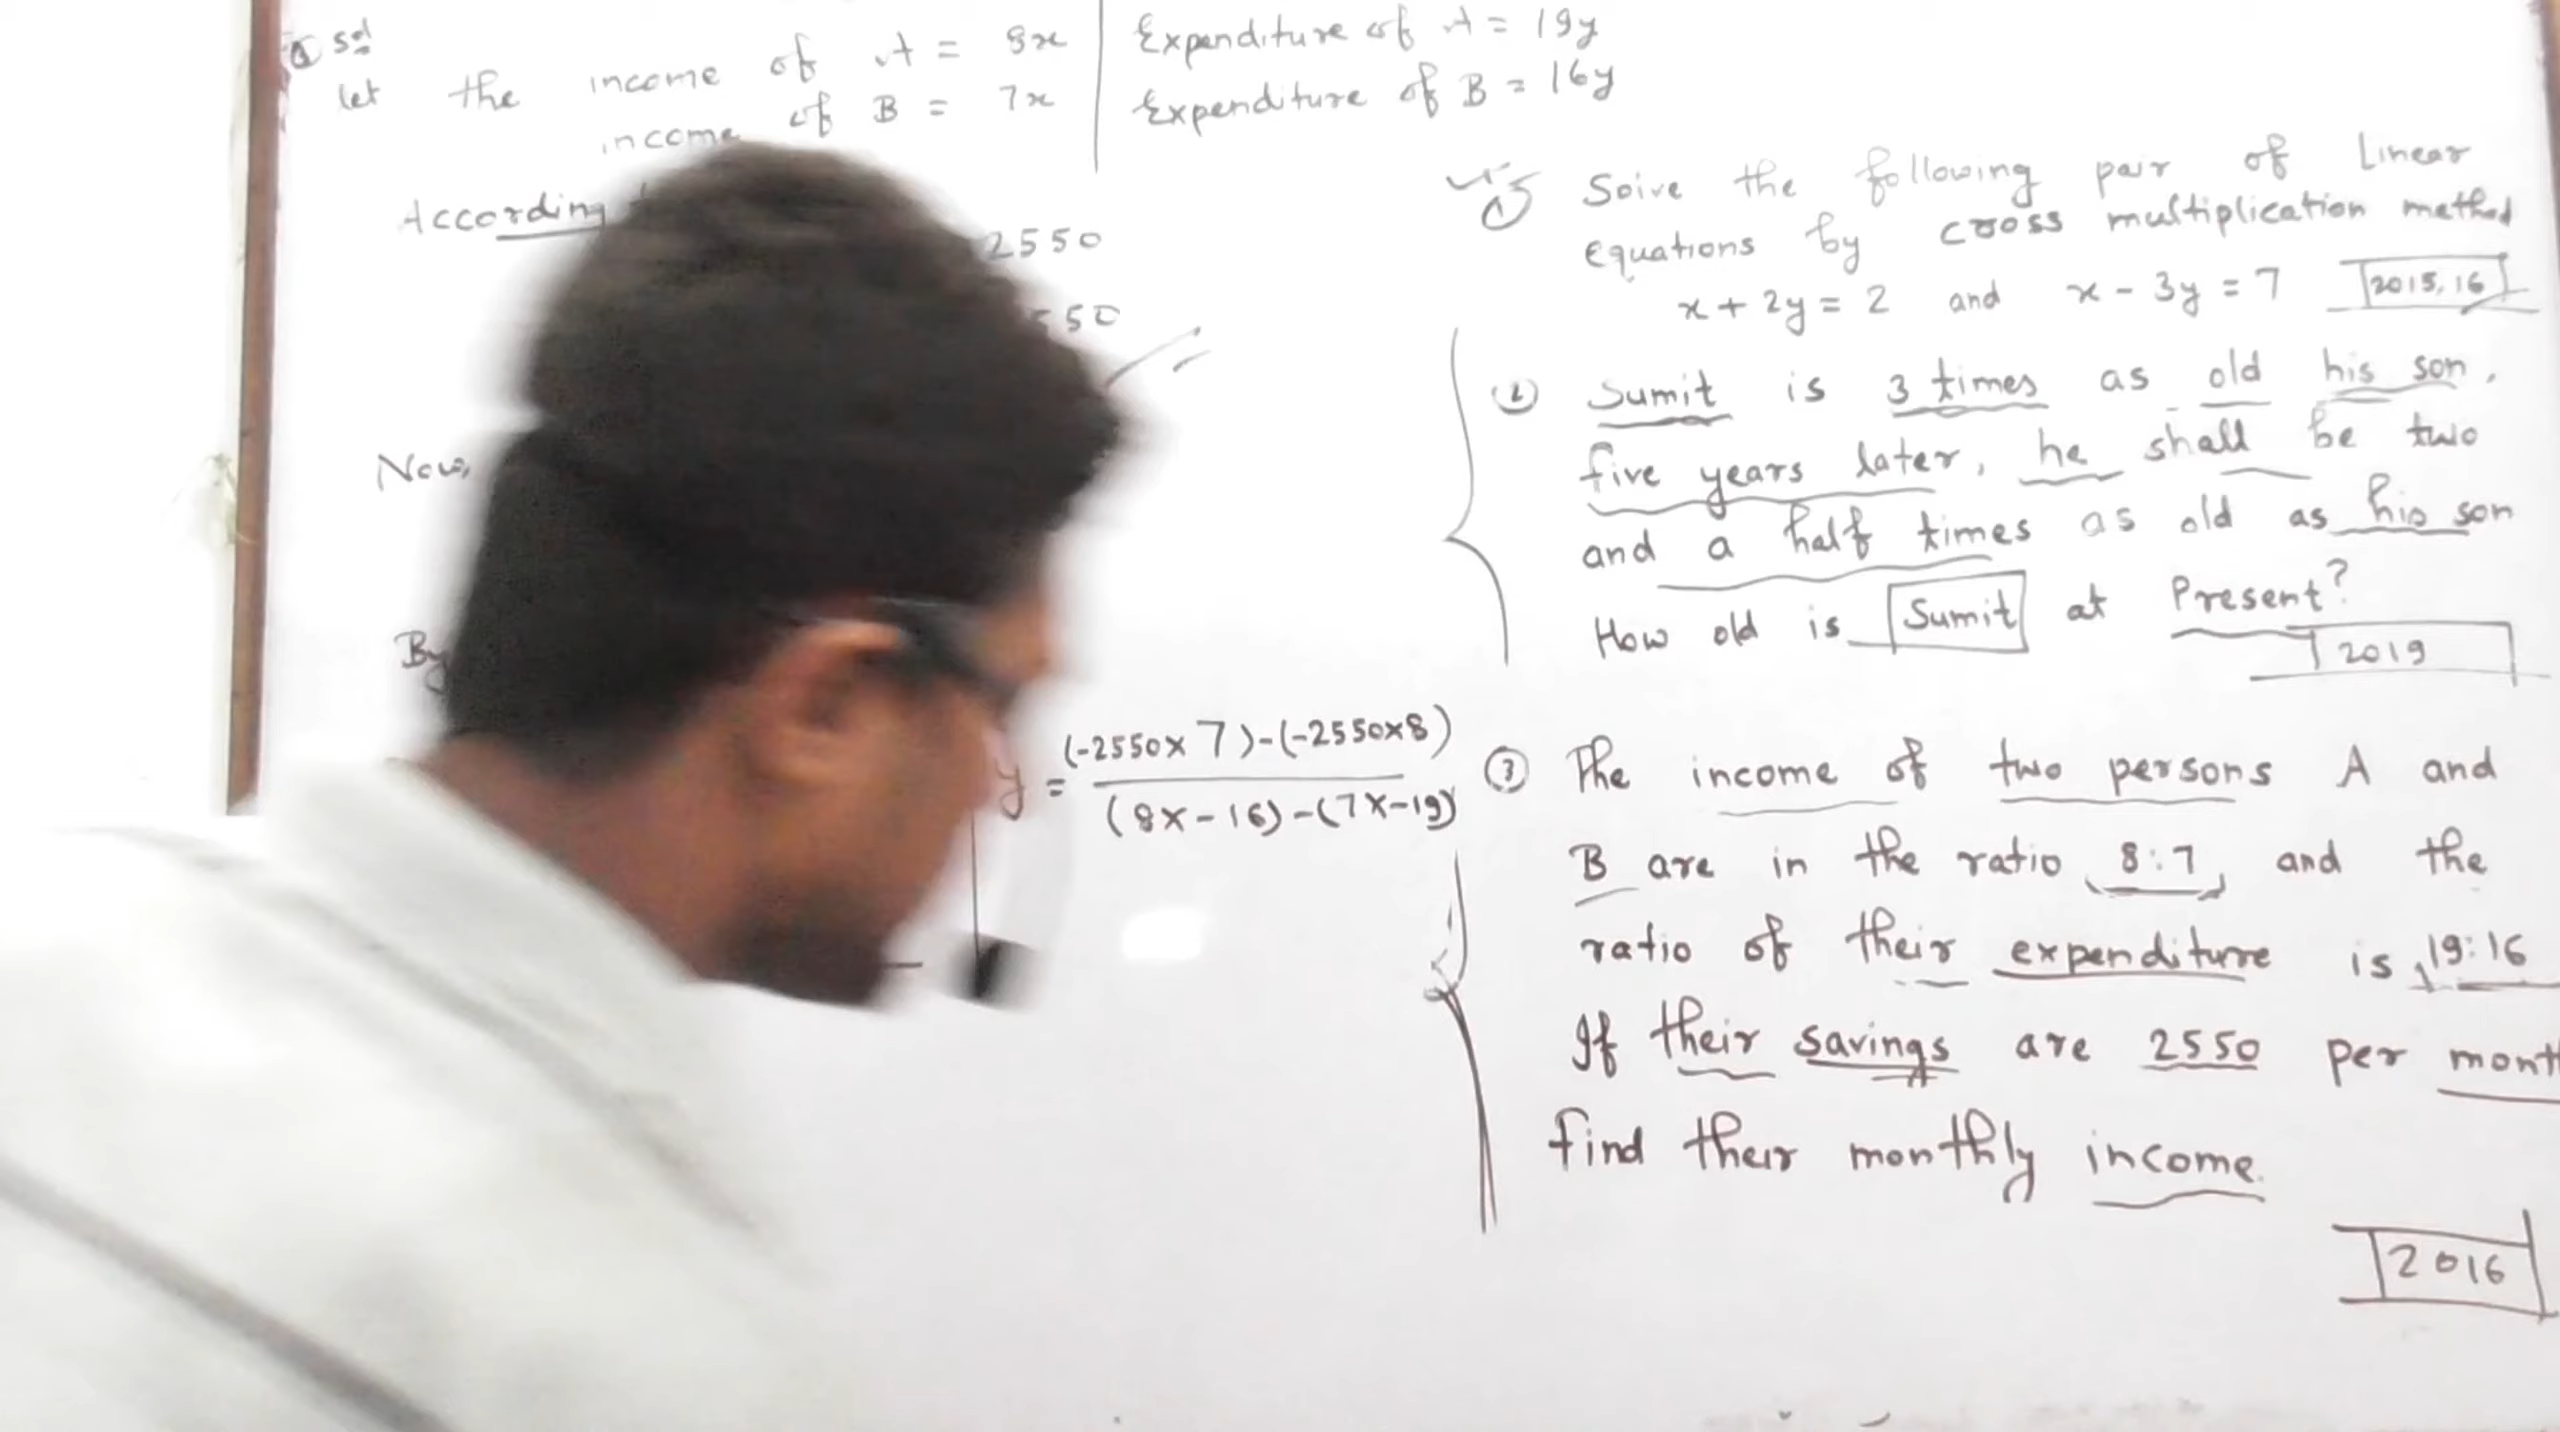 sol
let the income of A = 8x
income of B = 7x
Expenditure of A = 19y
Expenditure of B = 16y
According
2550
550
Now,
By
y = (-2550x7)-(-2550x8) / (8x-16)-(7x-19)
① Solve the following pair of Linear
equations by cross multiplication method
x + 2y = 2 and x - 3y = 7 2015, 16
② Sumit is 3 times as old his son.
five years later, he shall be two
and a half times as old as his son
How old is Sumit at Present?
2019
③ The income of two persons A and
B are in the ratio 8:7 and the
ratio of their expenditure is 19:16
If their savings are 2550 per mont
find their monthly income.
2016